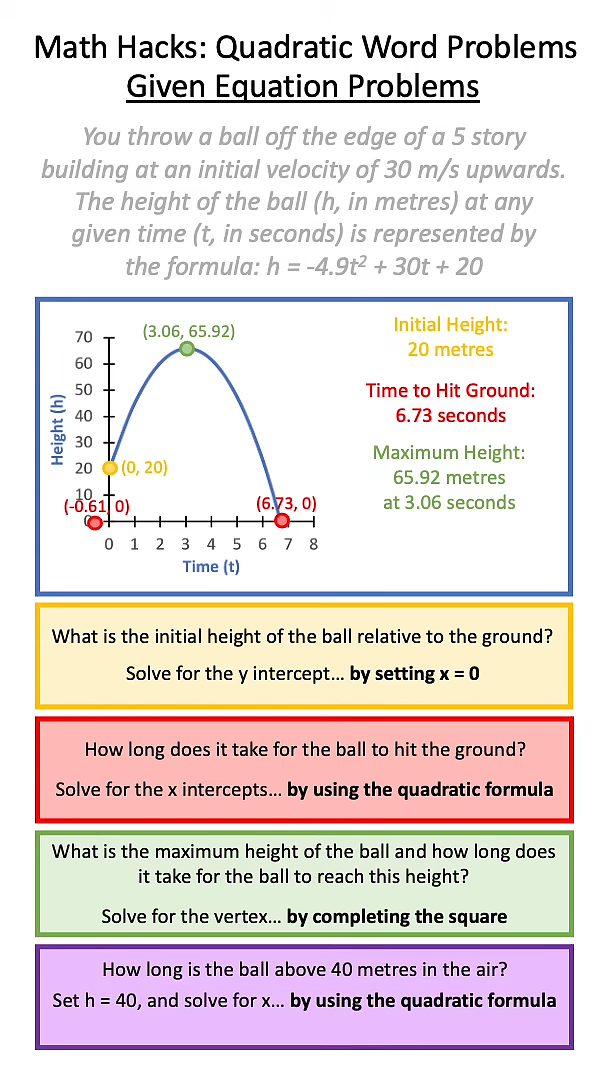 Math Hacks: Quadratic Word Problems
Given Equation Problems
You throw a ball off the edge of a 5 story
building at an initial velocity of 30 m/s upwards.
The height of the ball (h, in metres) at any
given time (t, in seconds) is represented by
the formula: h = -4.9t² + 30t + 20
Height (h)
70
60
50
40
30
20
10
0
(3.06, 65.92)
(0, 20)
(-0.61, 0)
(6.73, 0)
0 1 2 3 4 5 6 7 8
Time (t)
Initial Height:
20 metres
Time to Hit Ground:
6.73 seconds
Maximum Height:
65.92 metres
at 3.06 seconds
What is the initial height of the ball relative to the ground?
Solve for the y intercept... by setting x = 0
How long does it take for the ball to hit the ground?
Solve for the x intercepts... by using the quadratic formula
What is the maximum height of the ball and how long does
it take for the ball to reach this height?
Solve for the vertex... by completing the square
How long is the ball above 40 metres in the air?
Set h = 40, and solve for x... by using the quadratic formula